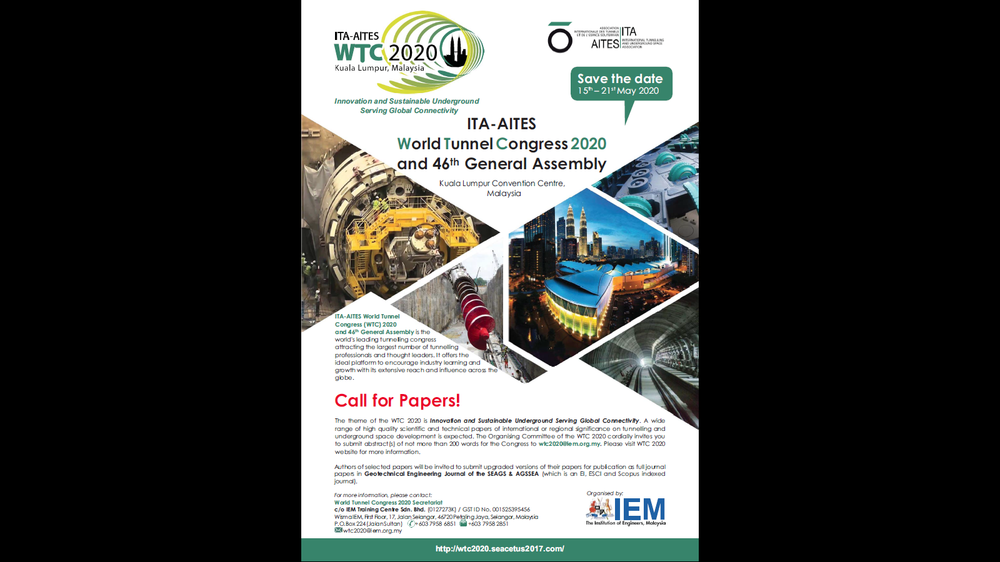 ITA-AITES
WTC 2020
Kuala Lumpur, Malaysia
Innovation and Sustainable Underground
Serving Global Connectivity
ASSOCIATION
INTERNATIONALE DES TUNNELS
ET DE L'ESPACE SOUTERRAIN
AITES
ITA
INTERNATIONAL TUNNELLING
AND UNDERGROUND SPACE
ASSOCIATION
Save the date
15th – 21st May 2020
ITA-AITES
World Tunnel Congress 2020
and 46th General Assembly
Kuala Lumpur Convention Centre,
Malaysia
ITA-AITES World Tunnel
Congress (WTC) 2020
and 46th General Assembly is the
world's leading tunnelling congress
attracting the largest number of tunnelling
professionals and thought leaders. It offers the
ideal platform to encourage industry learning and
growth with its extensive reach and influence across the
globe.
Call for Papers!
The theme of the WTC 2020 is Innovation and Sustainable Underground Serving Global Connectivity. A wide
range of high quality scientific and technical papers of international or regional significance on tunnelling and
underground space development is expected. The Organising Committee of the WTC 2020 cordially invites you
to submit abstract(s) of not more than 200 words for the Congress to wtc2020@iem.org.my. Please visit WTC 2020
website for more information.
Authors of selected papers will be invited to submit upgraded versions of their papers for publication as full journal
papers in Geotechnical Engineering Journal of the SEAGS & AGSSEA (which is an EI, ESCI and Scopus indexed
journal).
For more information, please contact:
World Tunnel Congress 2020 Secretariat
c/o IEM Training Centre Sdn. Bhd. (0127273K) / GST ID No. 001525395456
Wisma IEM, First Floor, 17, Jalan Selangor, 46720 Petaling Jaya, Selangor, Malaysia
P.O.Box 224 (Jalan Sultan) +603 7958 6851 +603 7958 2851
wtc2020@iem.org.my
Organised by:
IEM
The Institution of Engineers, Malaysia
http://wtc2020.seacetus2017.com/